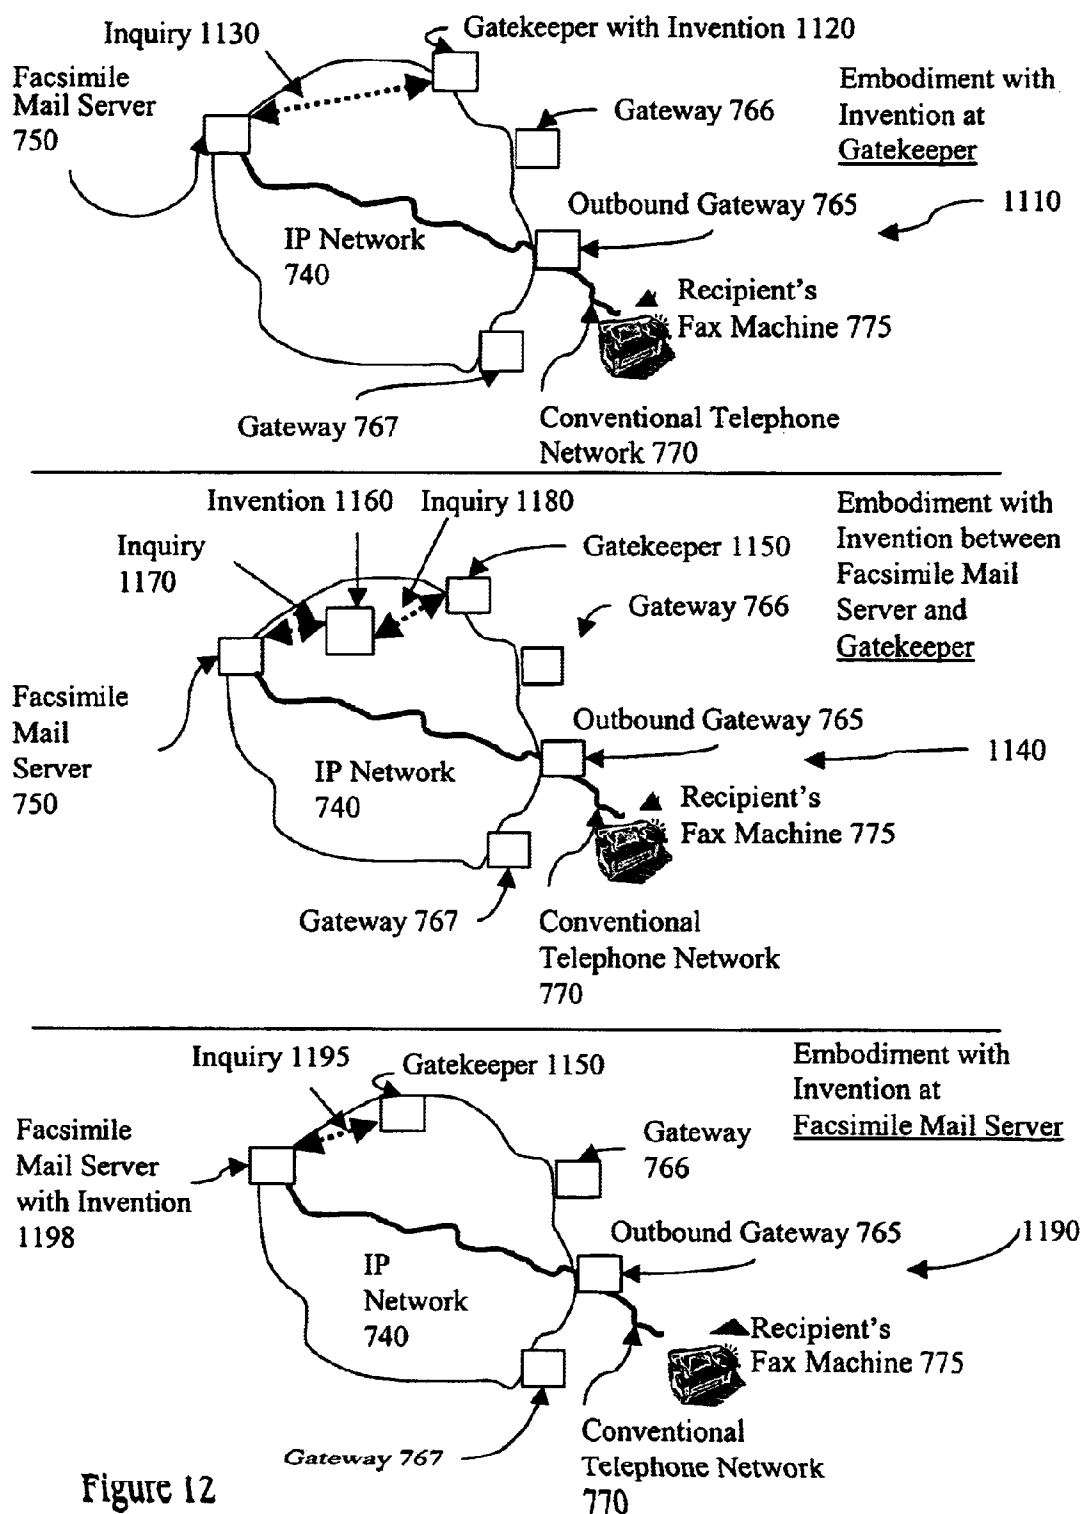 Inquiry 1130
Gatekeeper with Invention 1120
Facsimile
Mail Server
750
Gateway 766
Embodiment with
Invention at
Gatekeeper
Outbound Gateway 765
1110
IP Network
740
Recipient's
Fax Machine 775
Gateway 767
Conventional Telephone
Network 770
Invention 1160
Inquiry 1180
Inquiry
1170
Gatekeeper 1150
Embodiment with
Invention between
Facsimile Mail
Server and
Gatekeeper
Gateway 766
Facsimile
Mail
Server
750
Outbound Gateway 765
1140
IP Network
740
Recipient's
Fax Machine 775
Gateway 767
Conventional
Telephone Network
770
Inquiry 1195
Gatekeeper 1150
Embodiment with
Invention at
Facsimile Mail Server
Facsimile
Mail Server
with Invention
1198
Gateway
766
Outbound Gateway 765
1190
IP
Network
740
Recipient's
Fax Machine 775
Gateway 767
Conventional
Telephone Network
770
Figure 12